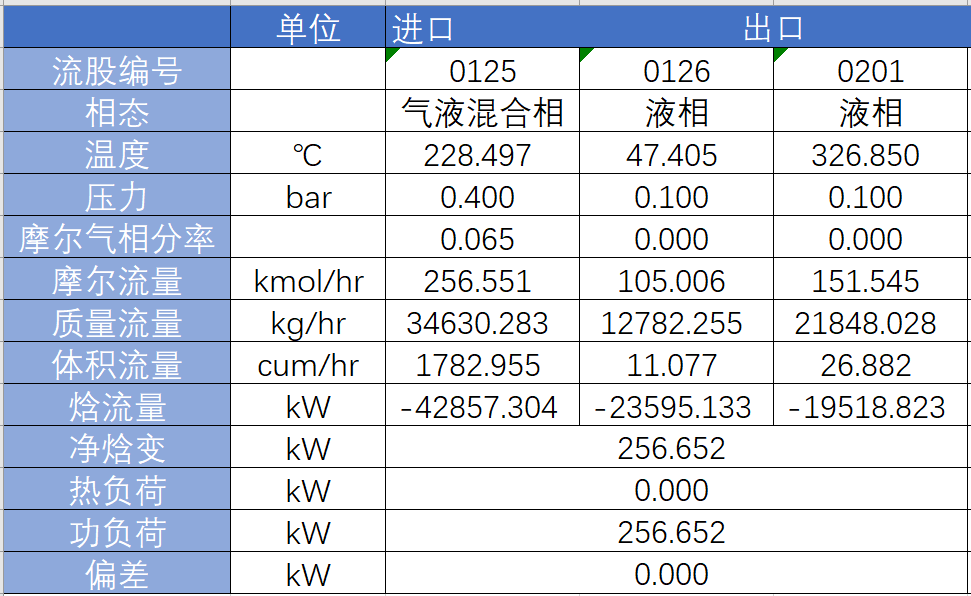 单位 进口 出口
流股编号 0125 0126 0201
相态 气液混合相 液相 液相
温度 ℃ 228.497 47.405 326.850
压力 bar 0.400 0.100 0.100
摩尔气相分率 0.065 0.000 0.000
摩尔流量 kmol/hr 256.551 105.006 151.545
质量流量 kg/hr 34630.283 12782.255 21848.028
体积流量 cum/hr 1782.955 11.077 26.882
焓流量 kW -42857.304 -23595.133 -19518.823
净焓变 kW 256.652
热负荷 kW 0.000
功负荷 kW 256.652
偏差 kW 0.000